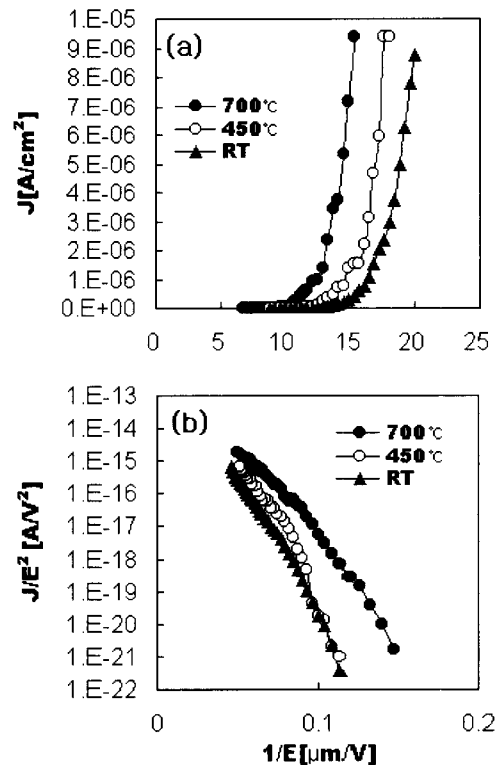 (a)
1.E-05
9.E-06
8.E-06
7.E-06
6.E-06
5.E-06
4.E-06
3.E-06
2.E-06
1.E-06
0.E+00
J[A/cm²]
700℃
450℃
RT
0 5 10 15 20 25
(b)
1.E-13
1.E-14
1.E-15
1.E-16
1.E-17
1.E-18
1.E-19
1.E-20
1.E-21
1.E-22
J/E² [A/V²]
700℃
450℃
RT
0 0.1 0.2
1/E[μm/V]